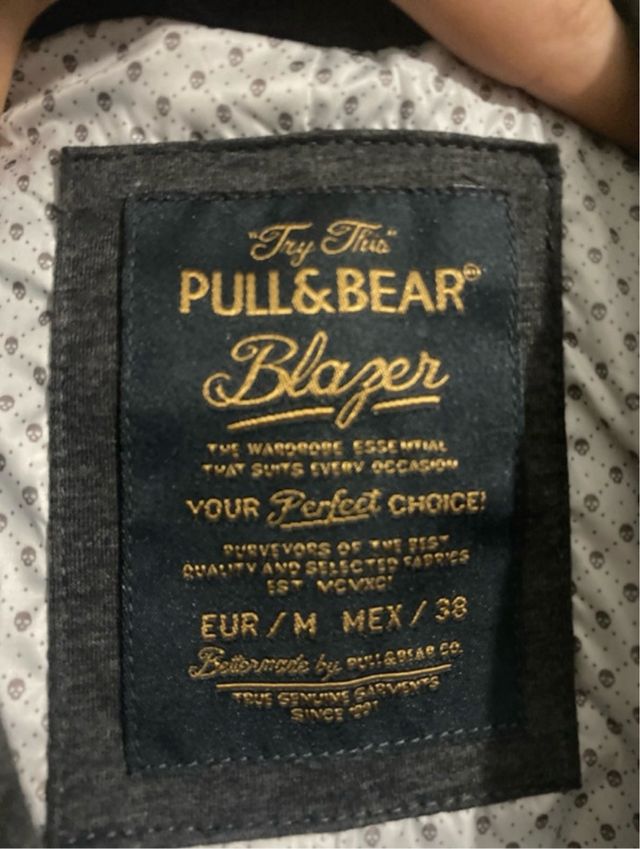 "Try This"
PULL&BEAR
Blazer
THE WARDROBE ESSENTIAL
THAT SUITS EVERY OCCASION
YOUR Perfect CHOICE!
PURVEYORS OF THE BEST
QUALITY AND SELECTED FABRICS
EST MCMXCI
EUR / M MEX / 38
Bettermade by PULL&BEAR CO.
TRUE GENUINE GARMENTS
SINCE 1991